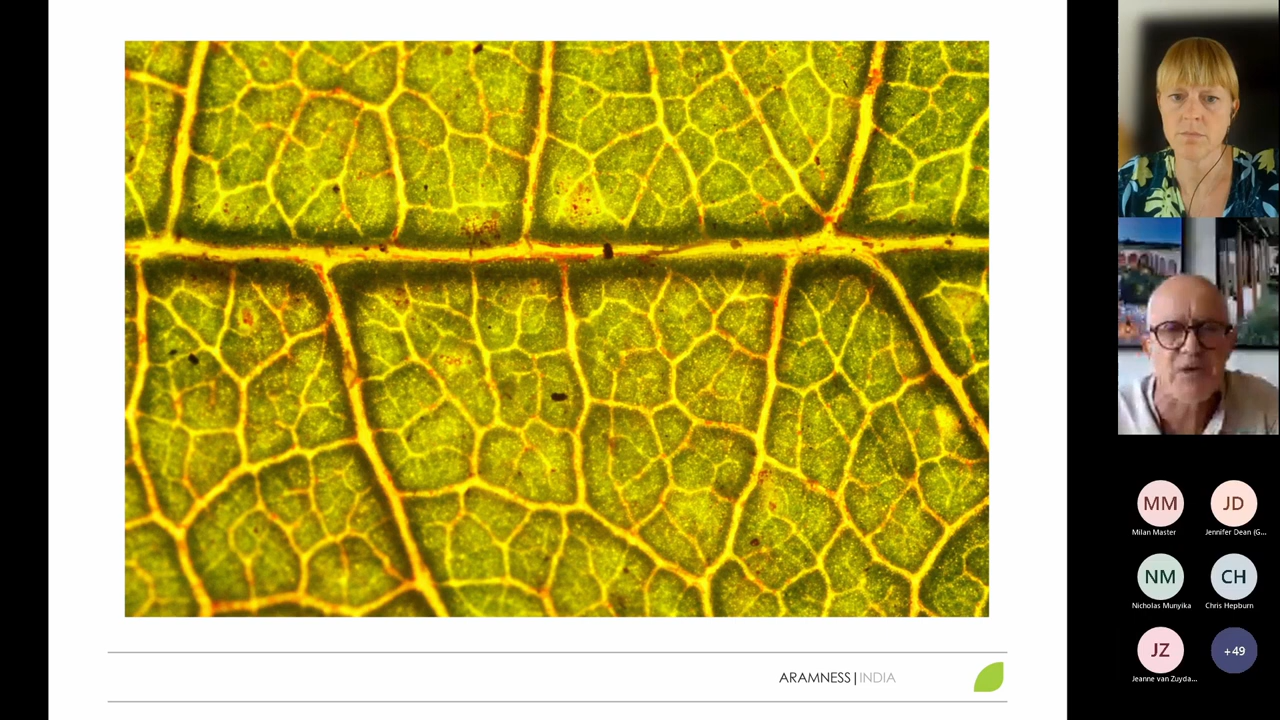 ARAMNESS|INDIA
MM
JD
Milan Master
Jennifer Dean (G...
NM
CH
Nicholas Munyika
Chris Hepburn
JZ
+49
Jeanne van Zuyda...